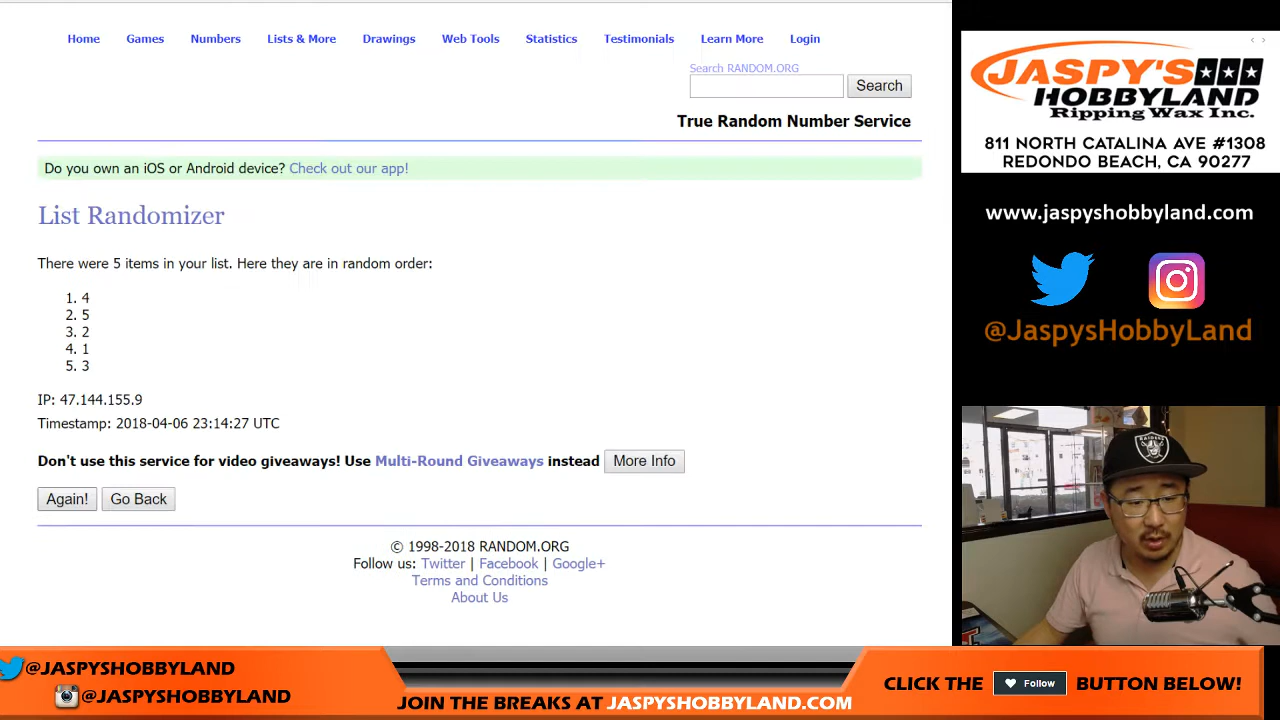 Home Games Numbers Lists & More Drawings Web Tools Statistics Testimonials Learn More Login
Search RANDOM.ORG
Search
True Random Number Service
Do you own an iOS or Android device? Check out our app!
List Randomizer
There were 5 items in your list. Here they are in random order:
1. 4
2. 5
3. 2
4. 1
5. 3
IP: 47.144.155.9
Timestamp: 2018-04-06 23:14:27 UTC
Don't use this service for video giveaways! Use Multi-Round Giveaways instead More Info
Again! Go Back
© 1998-2018 RANDOM.ORG
Follow us: Twitter | Facebook | Google+
Terms and Conditions
About Us
JASPY'S
HOBBYLAND
Ripping Wax Inc.
811 NORTH CATALINA AVE #1308
REDONDO BEACH, CA 90277
www.jaspyshobbyland.com
@JaspysHobbyLand
RAIDERS
@JASPYSHOBBYLAND
@JASPYSHOBBYLAND
JOIN THE BREAKS AT JASPYSHOBBYLAND.COM
CLICK THE Follow BUTTON BELOW!